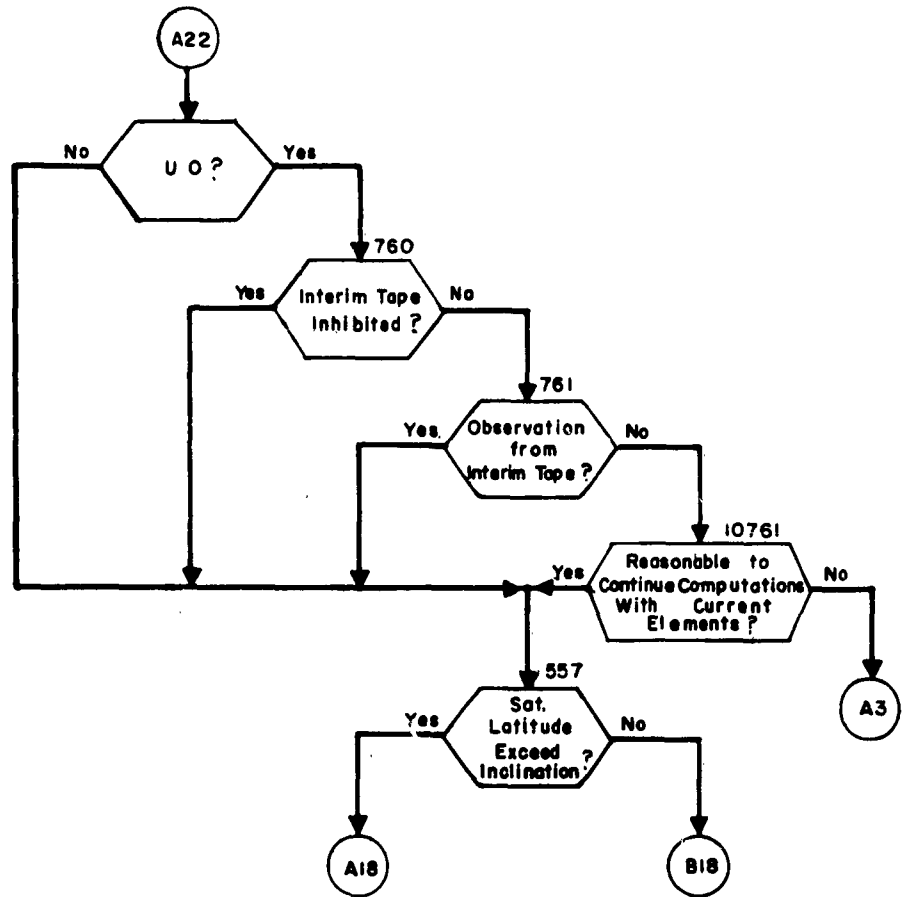 A22
No
Yes
U O ?
760
Yes
No
Interim Tape
Inhibited ?
761
Yes
No
Observation
from
Interim Tape ?
10761
Yes
No
Reasonable to
Continue Computations
With Current
Elements ?
A3
557
Yes
No
Sat.
Latitude
Exceed
Inclination ?
A18
B18